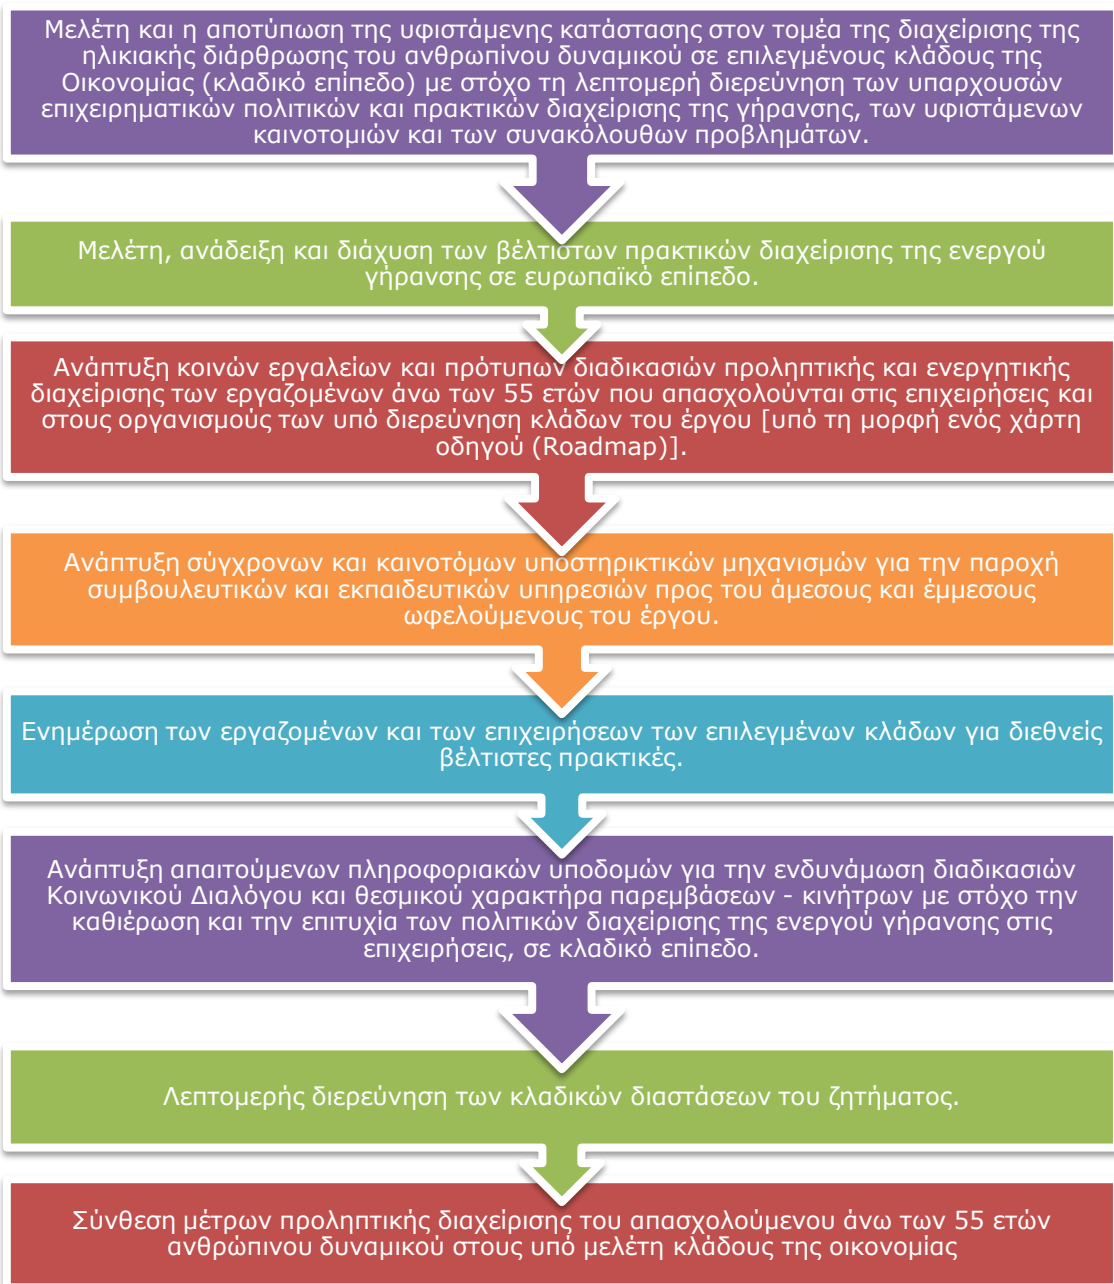 Μελέτη και η αποτύπωση της υφιστάμενης κατάστασης στον τομέα της διαχείρισης της
ηλικιακής διάρθρωσης του ανθρωπίνου δυναμικού σε επιλεγμένους κλάδους της
Οικονομίας (κλαδικό επίπεδο) με στόχο τη λεπτομερή διερεύνηση των υπαρχουσών
επιχειρηματικών πολιτικών και πρακτικών διαχείρισης της γήρανσης, των υφιστάμενων
καινοτομιών και των συνακόλουθων προβλημάτων.
Μελέτη, ανάδειξη και διάχυση των βέλτιστων πρακτικών διαχείρισης της ενεργού
γήρανσης σε ευρωπαϊκό επίπεδο.
Ανάπτυξη κοινών εργαλείων και πρότυπων διαδικασιών προληπτικής και ενεργητικής
διαχείρισης των εργαζομένων άνω των 55 ετών που απασχολούνται στις επιχειρήσεις και
στους οργανισμούς των υπό διερεύνηση κλάδων του έργου [υπό τη μορφή ενός χάρτη
οδηγού (Roadmap)].
Ανάπτυξη σύγχρονων και καινοτόμων υποστηρικτικών μηχανισμών για την παροχή
συμβουλευτικών και εκπαιδευτικών υπηρεσιών προς του άμεσους και έμμεσους
ωφελούμενους του έργου.
Ενημέρωση των εργαζομένων και των επιχειρήσεων των επιλεγμένων κλάδων για διεθνείς
βέλτιστες πρακτικές.
Ανάπτυξη απαιτούμενων πληροφοριακών υποδομών για την ενδυνάμωση διαδικασιών
Κοινωνικού Διαλόγου και θεσμικού χαρακτήρα παρεμβάσεων - κινήτρων με στόχο την
καθιέρωση και την επιτυχία των πολιτικών διαχείρισης της ενεργού γήρανσης στις
επιχειρήσεις, σε κλαδικό επίπεδο.
Λεπτομερής διερεύνηση των κλαδικών διαστάσεων του ζητήματος.
Σύνθεση μέτρων προληπτικής διαχείρισης του απασχολούμενου άνω των 55 ετών
ανθρώπινου δυναμικού στους υπό μελέτη κλάδους της οικονομίας